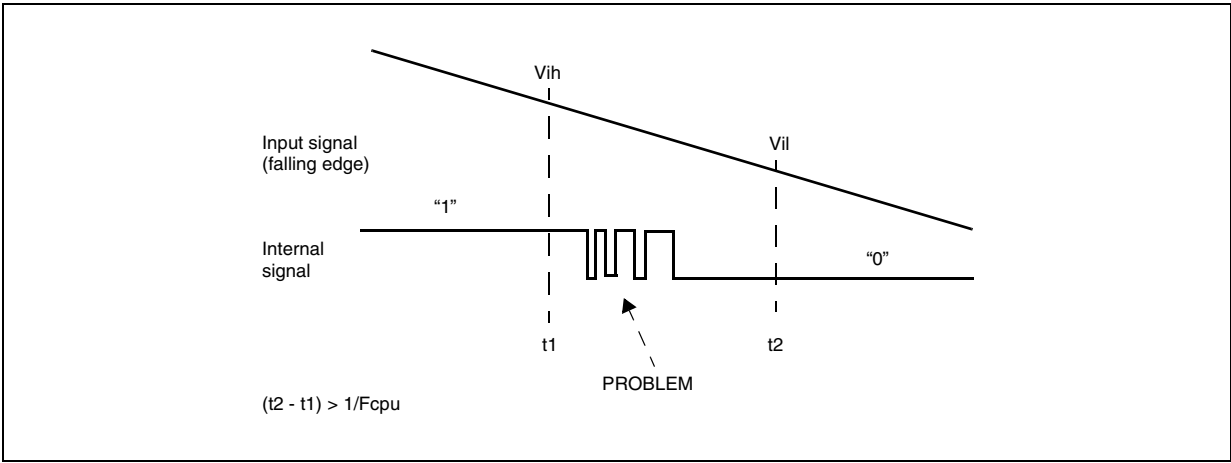 Vih
Input signal
(falling edge)
Vil
“1”
Internal
signal
“0”
t1
t2
PROBLEM
(t2 - t1) > 1/Fcpu